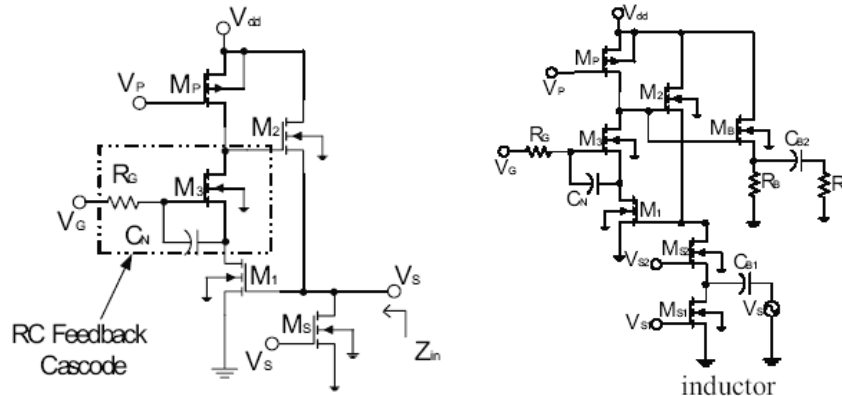 Vdd
VP
MP
M2
RG
M3
VG
CN
M1
VS
MS
VS
Zin
RC Feedback
Cascode
Vdd
MP
VP
M2
MB
CB2
RG
M3
VG
RB
R
CN
M1
MS2
VS2
CB1
MS1
VS1
VS
inductor